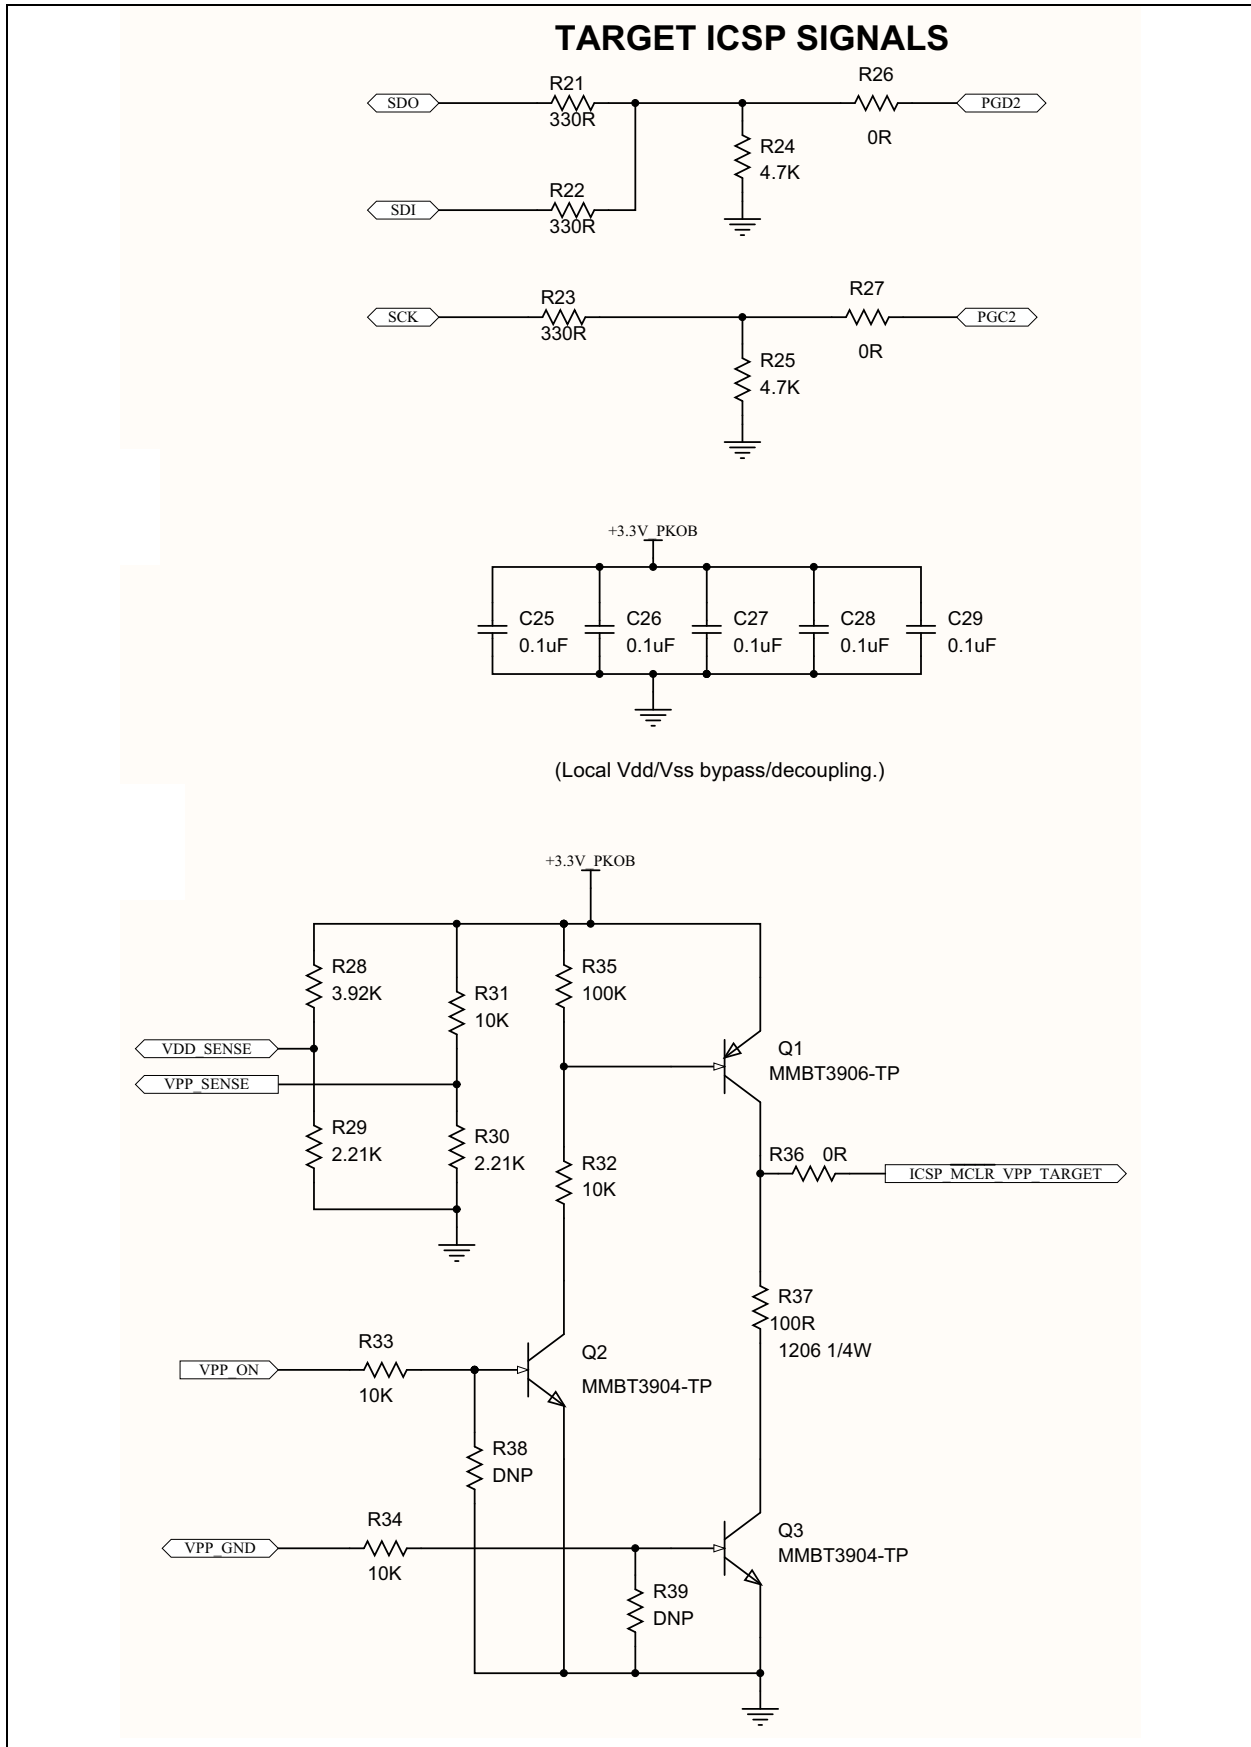 TARGET ICSP SIGNALS
R21
330R
SDO
R26
0R
PGD2
R24
4.7K
R22
330R
SDI
R23
330R
SCK
R27
0R
PGC2
R25
4.7K
+3.3V_PKOB
C25
0.1uF
C26
0.1uF
C27
0.1uF
C28
0.1uF
C29
0.1uF
(Local Vdd/Vss bypass/decoupling.)
+3.3V_PKOB
R28
3.92K
R31
10K
R35
100K
VDD_SENSE
VPP_SENSE
Q1
MMBT3906-TP
R29
2.21K
R30
2.21K
R32
10K
R36 0R
ICSP_MCLR_VPP_TARGET
R37
100R
1206 1/4W
R33
10K
VPP_ON
Q2
MMBT3904-TP
R38
DNP
R34
10K
VPP_GND
Q3
MMBT3904-TP
R39
DNP